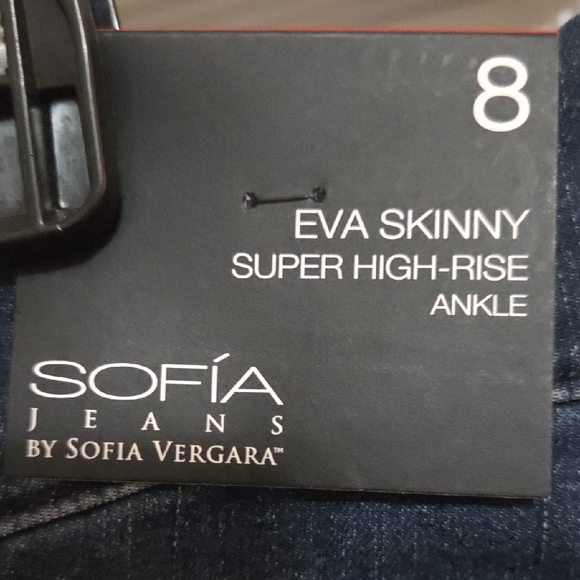 8
EVA SKINNY
SUPER HIGH-RISE
ANKLE
SOFÍA
JEANS
BY SOFIA VERGARA™